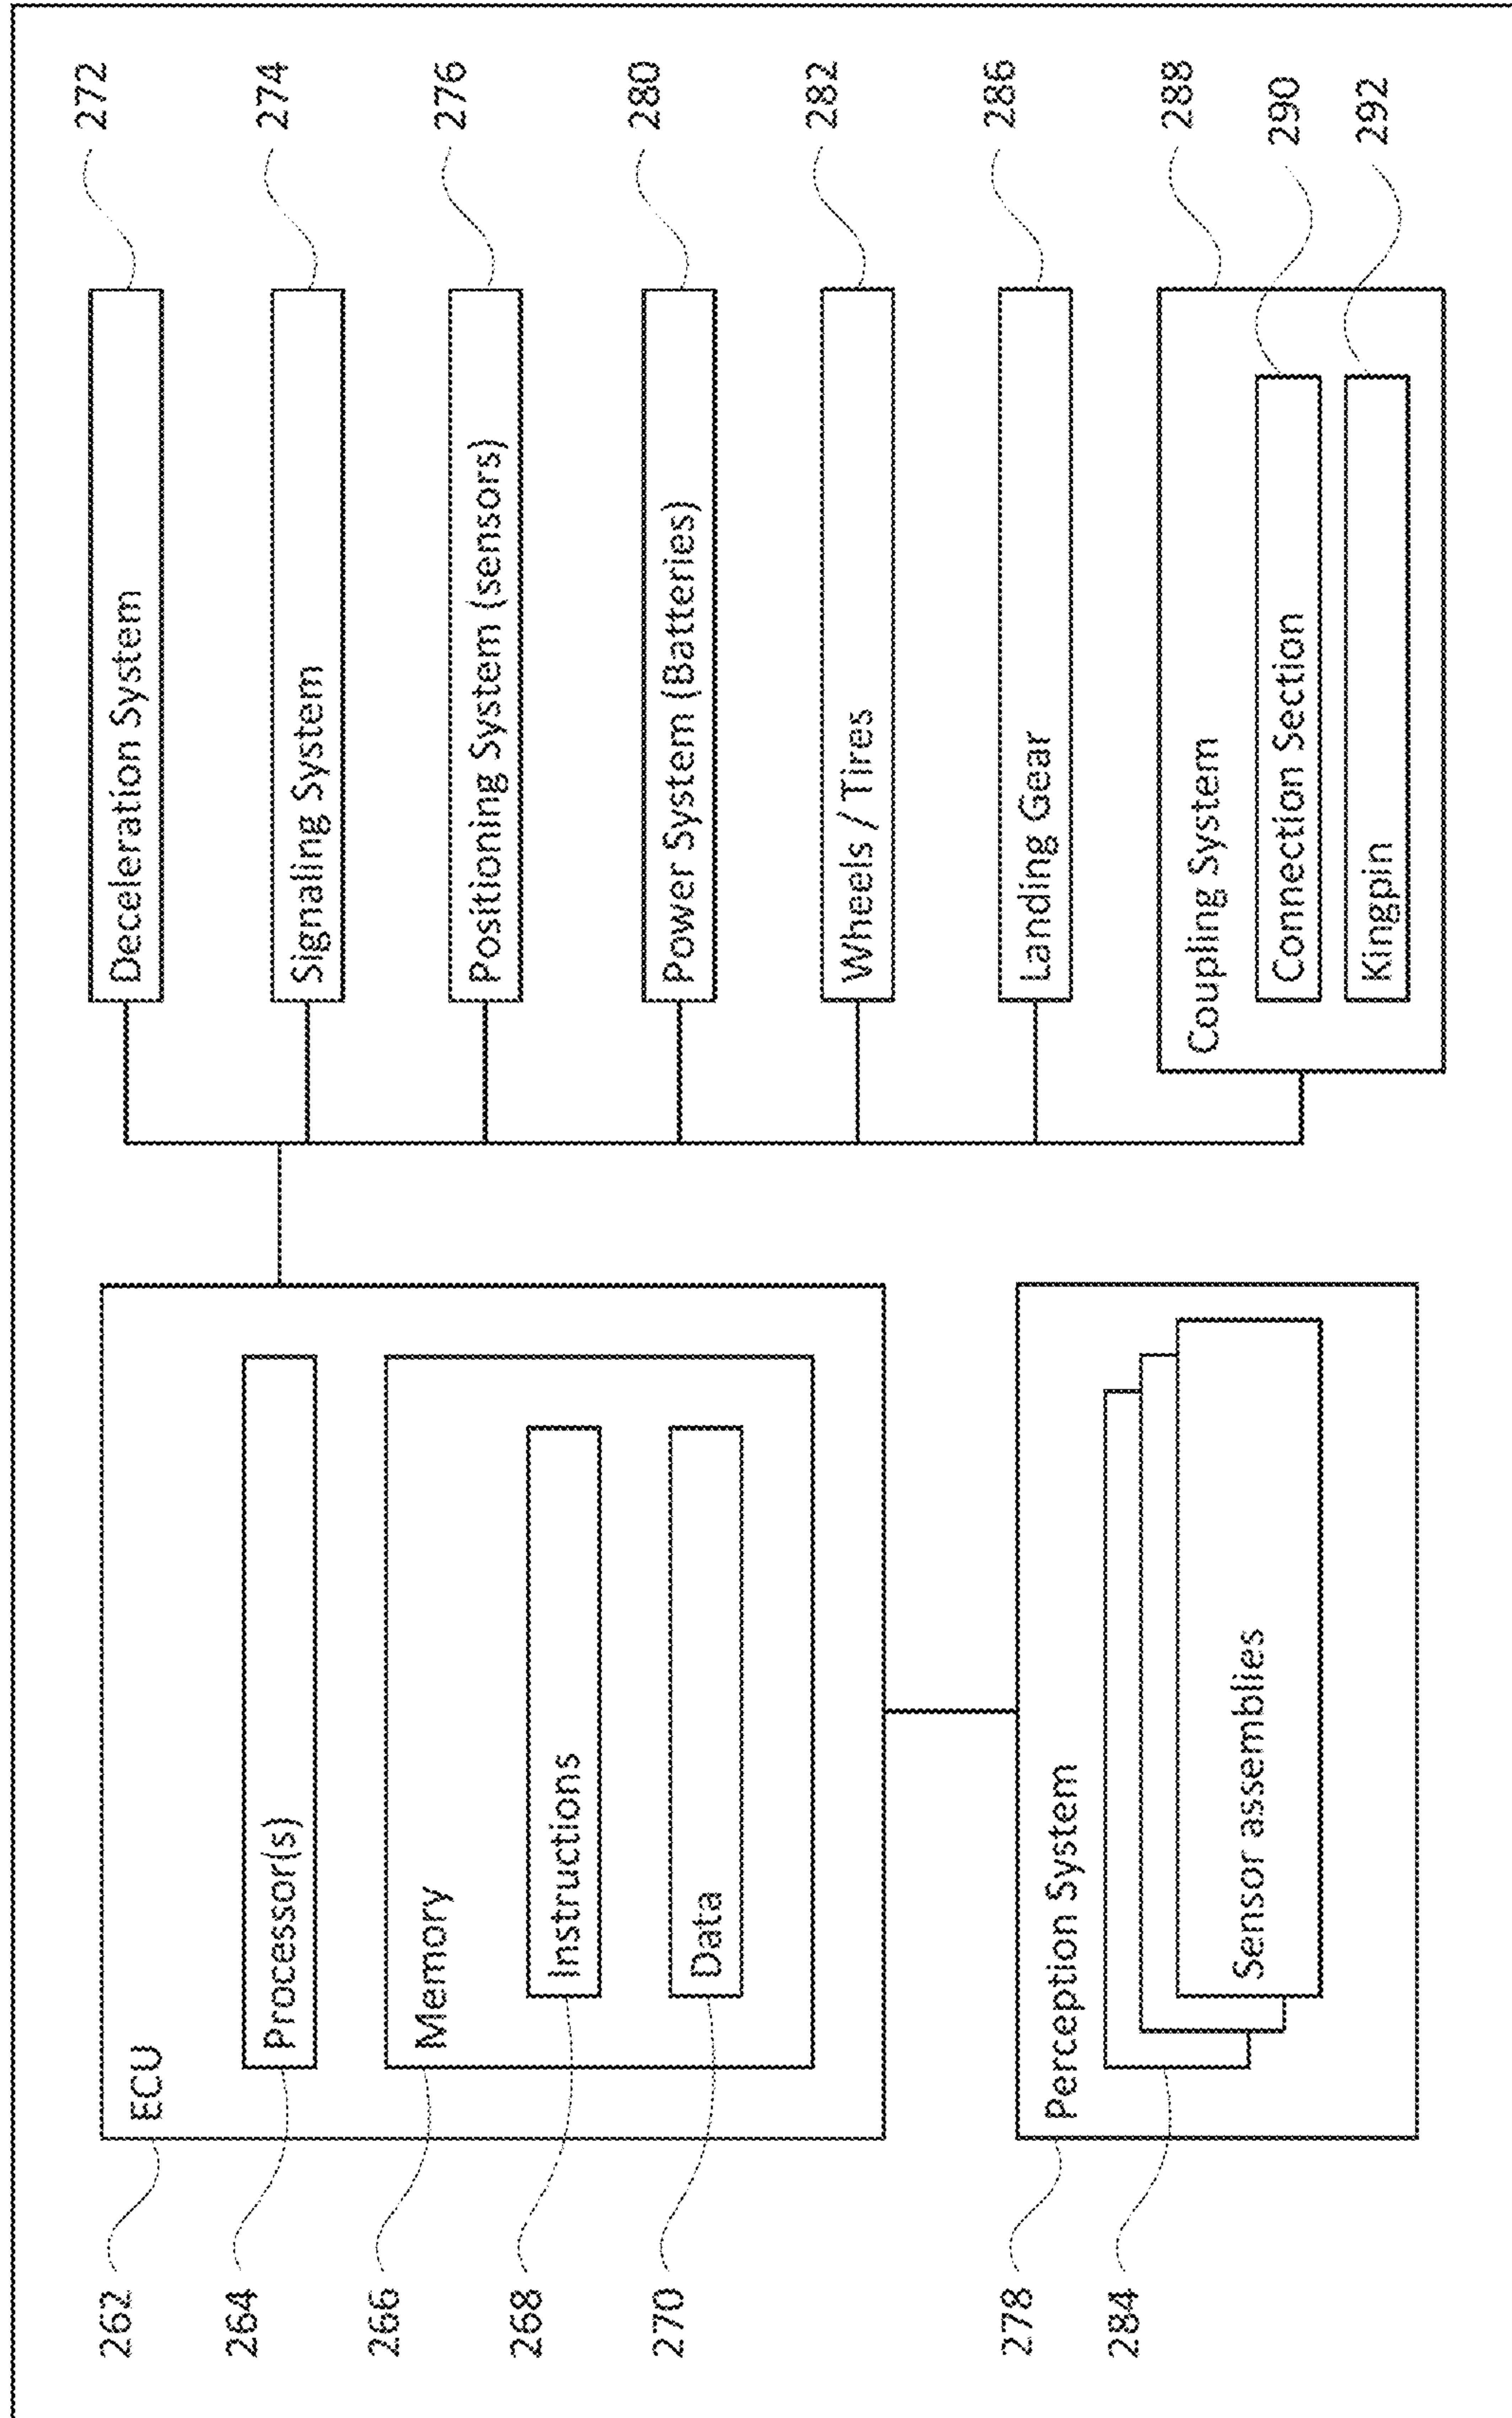 262
ECU
264
Processor(s)
266
Memory
268
Instructions
270
Data
278
Perception System
284
Sensor assemblies
Deceleration System
272
Signaling System
274
Positioning System (sensors)
276
Power System (Batteries)
280
Wheels / Tires
282
Landing Gear
286
Coupling System
288
Connection Section
290
Kingpin
292